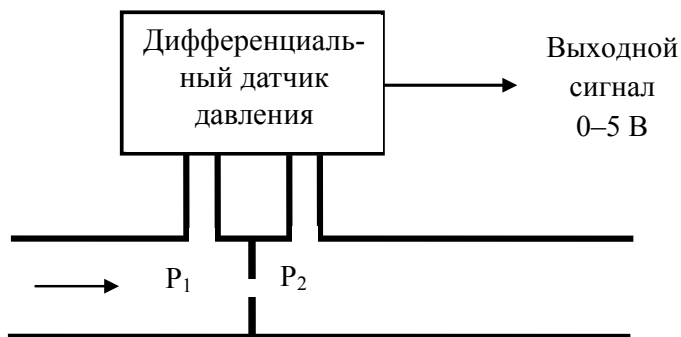 Дифференциаль-
ный датчик
давления
Выходной
сигнал
0–5 В
P₁
P₂